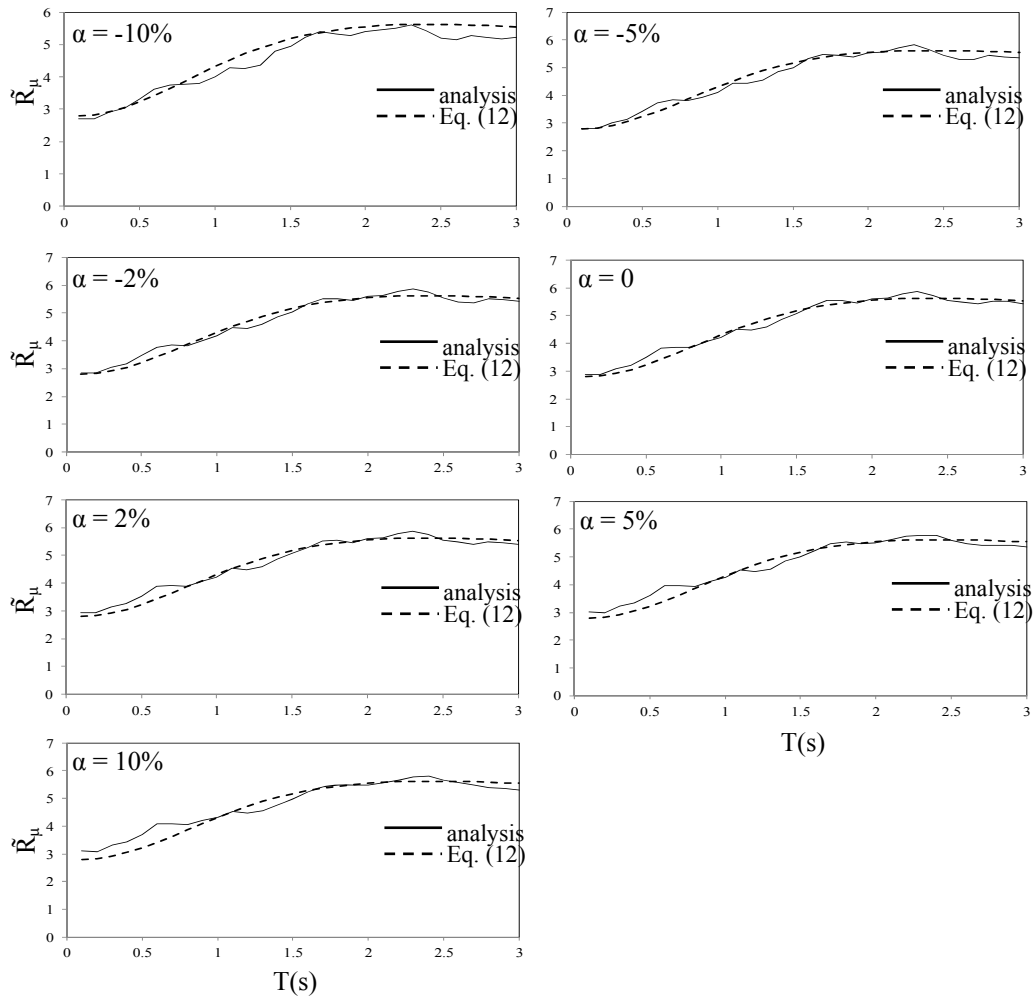 α = -10%
analysis
Eq. (12)
R̃μ
6
5
4
3
2
1
0
0 0.5 1 1.5 2 2.5 3
α = -5%
analysis
Eq. (12)
7
6
5
4
3
2
1
0
0 0.5 1 1.5 2 2.5 3
α = -2%
analysis
Eq. (12)
R̃μ
7
6
5
4
3
2
1
0
0 0.5 1 1.5 2 2.5 3
α = 0
analysis
Eq. (12)
7
6
5
4
3
2
1
0
0 0.5 1 1.5 2 2.5 3
α = 2%
analysis
Eq. (12)
R̃μ
7
6
5
4
3
2
1
0
0 0.5 1 1.5 2 2.5 3
α = 5%
analysis
Eq. (12)
7
6
5
4
3
2
1
0
0 0.5 1 1.5 2 2.5 3
T(s)
α = 10%
analysis
Eq. (12)
R̃μ
7
6
5
4
3
2
1
0
0 0.5 1 1.5 2 2.5 3
T(s)